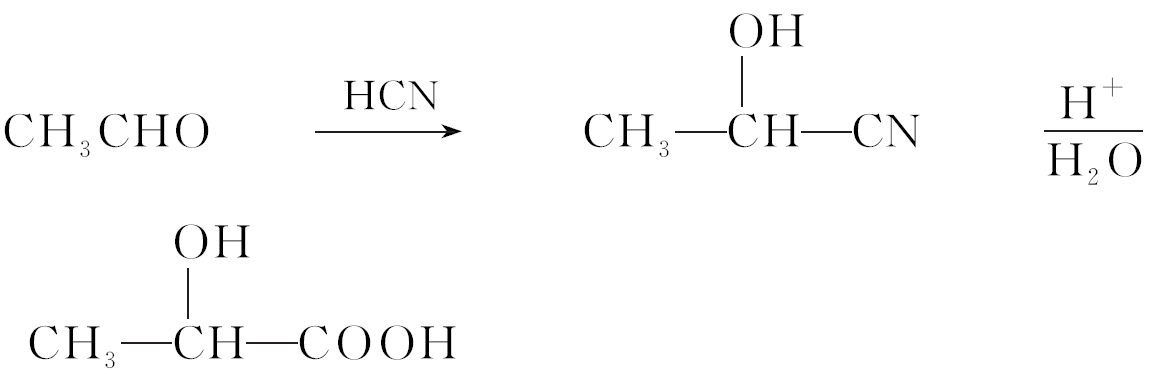 OH
HCN
CH₃CHO ⟶ CH₃—CH—CN
H⁺
H₂O
OH
CH₃—CH—COOH